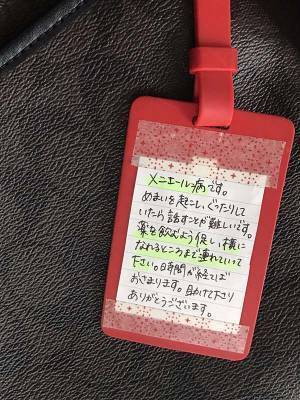 メニエール病です。
めまいを起こし、ぐったりして
いたら話すことが難しいです。
薬を飲むよう促し、横に
なれるところまで連れていって
下さい。時間が経てば
おさまります。助けて下さり
ありがとうございます。